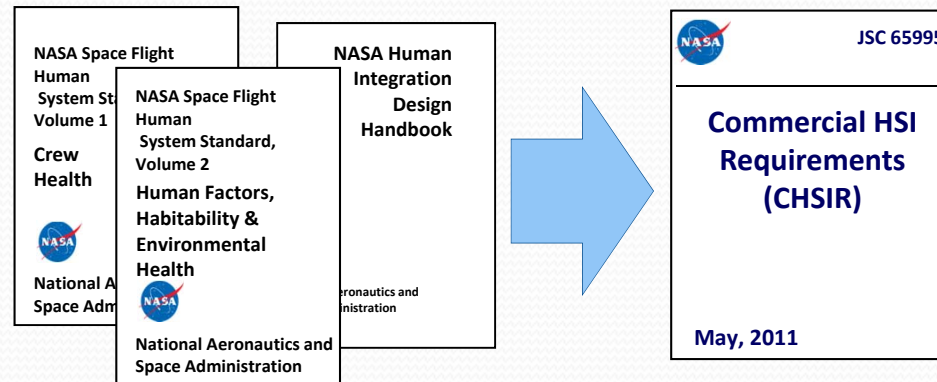 NASA Space Flight
Human
System St
Volume 1
Crew
Health
NASA
National A
Space Adm
NASA Space Flight
Human
System Standard,
Volume 2
Human Factors,
Habitability &
Environmental
Health
NASA
National Aeronautics and
Space Administration
NASA Human
Integration
Design
Handbook
eronautics and
inistration
NASA
JSC 65995
Commercial HSI
Requirements
(CHSIR)
May, 2011